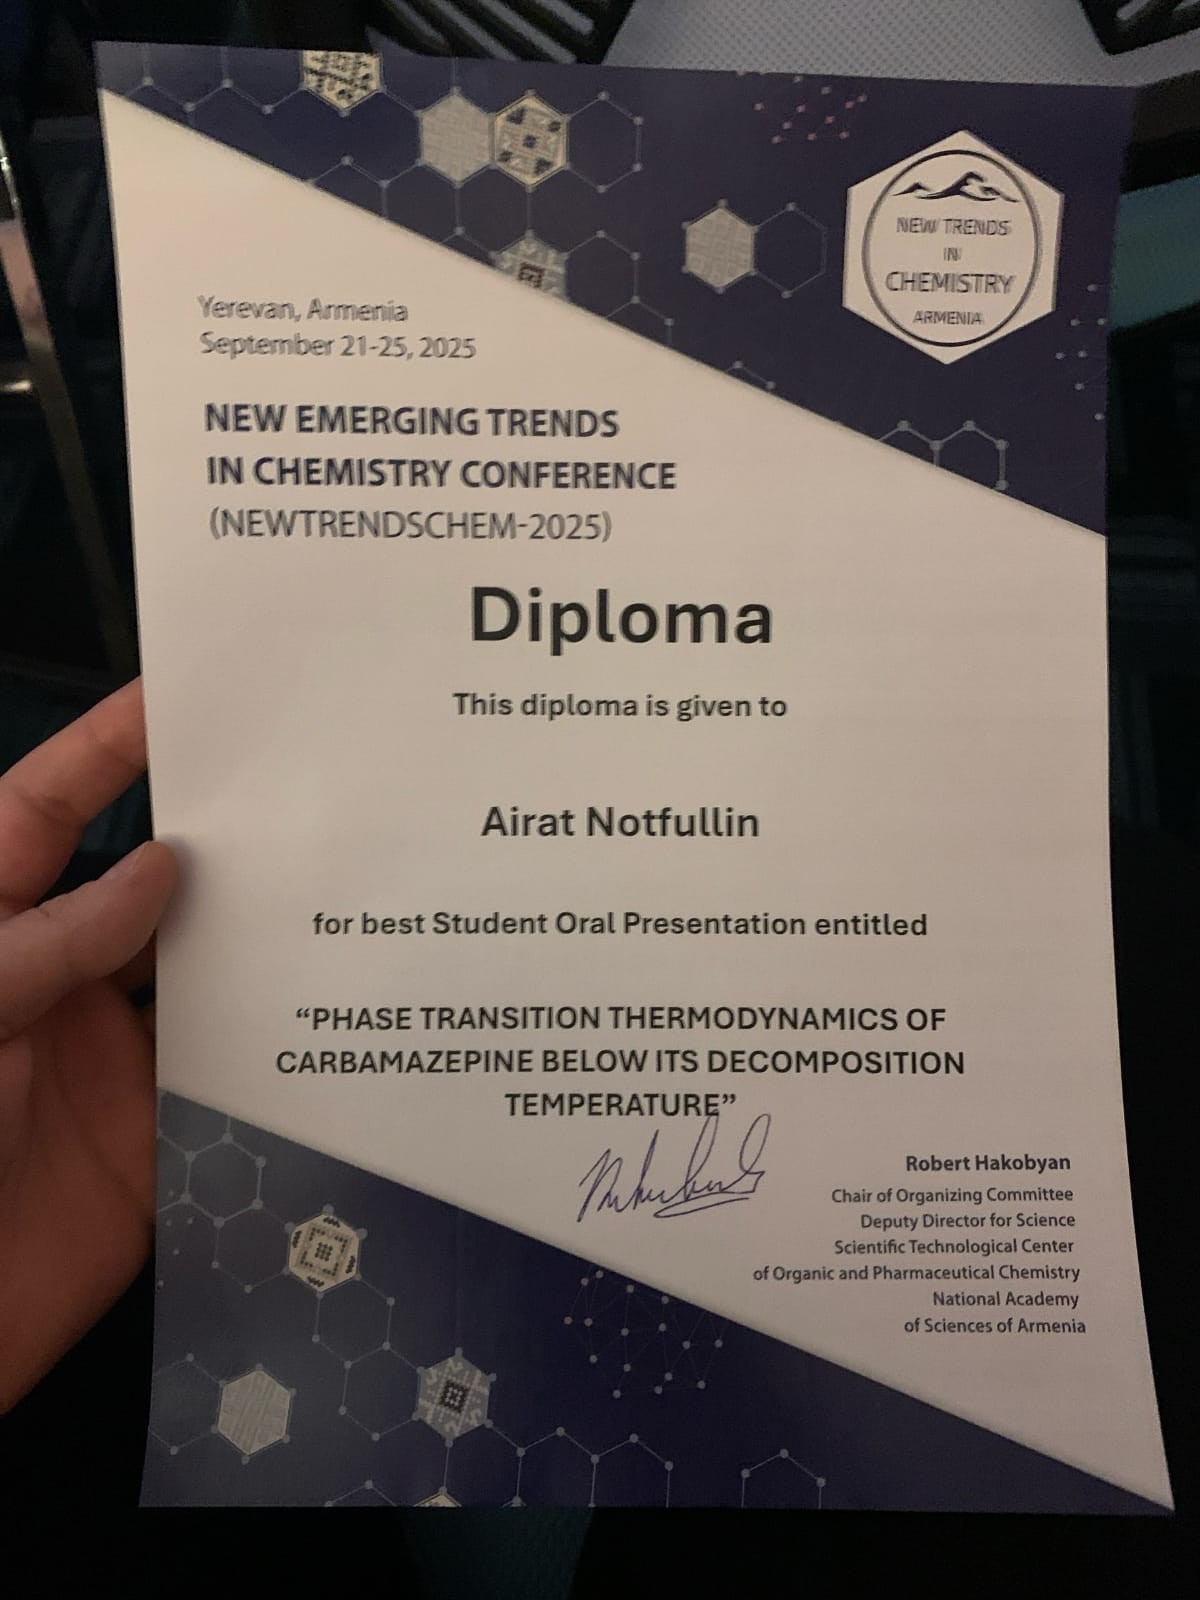 NEW TRENDS
IN
CHEMISTRY
ARMENIA
Yerevan, Armenia
September 21-25, 2025
NEW EMERGING TRENDS
IN CHEMISTRY CONFERENCE
(NEWTRENDSCHEM-2025)
Diploma
This diploma is given to
Airat Notfullin
for best Student Oral Presentation entitled
“PHASE TRANSITION THERMODYNAMICS OF
CARBAMAZEPINE BELOW ITS DECOMPOSITION
TEMPERATURE”
Robert Hakobyan
Chair of Organizing Committee
Deputy Director for Science
Scientific Technological Center
of Organic and Pharmaceutical Chemistry
National Academy
of Sciences of Armenia